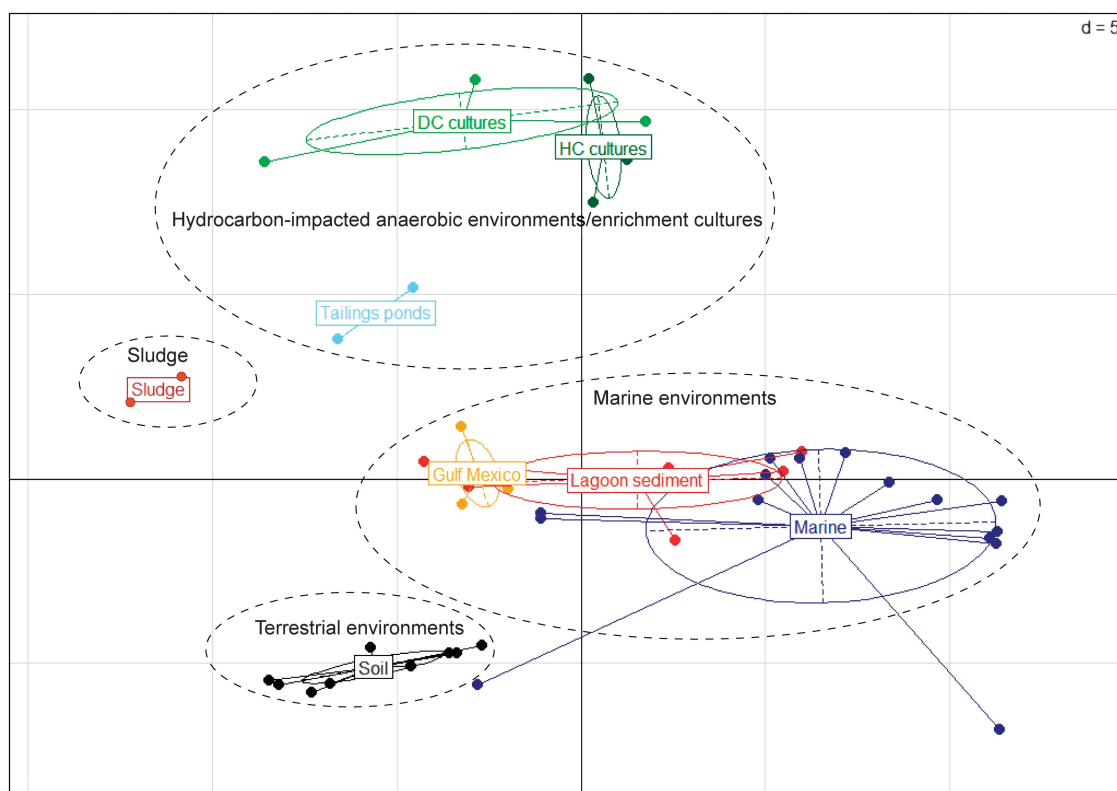 d = 5
DC cultures
HC cultures
Hydrocarbon-impacted anaerobic environments/enrichment cultures
Tailings ponds
Sludge
Sludge
Marine environments
Gulf Mexico
Lagoon sediment
Marine
Terrestrial environments
Soil